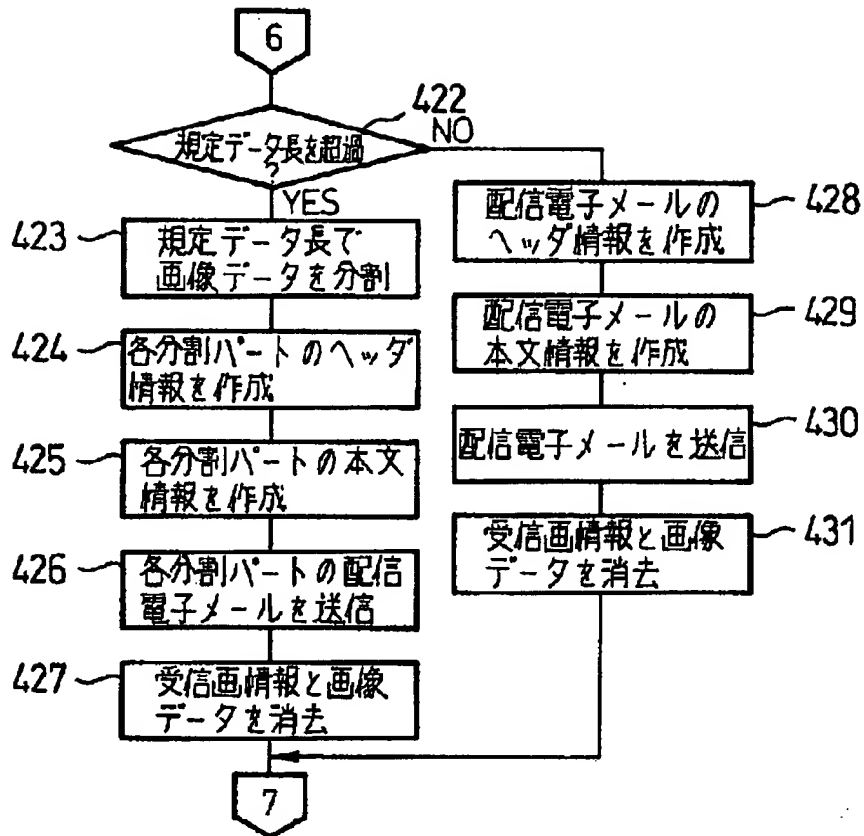 6
422
規定データ長を超過
?
NO
YES
423
規定データ長で
画像データを分割
424
各分割パートのヘッダ
情報を作成
425
各分割パートの本文
情報を作成
426
各分割パートの配信
電子メールを送信
427
受信画情報と画像
データを消去
428
配信電子メールの
ヘッダ情報を作成
429
配信電子メールの
本文情報を作成
430
配信電子メールを送信
431
受信画情報と画像
データを消去
7